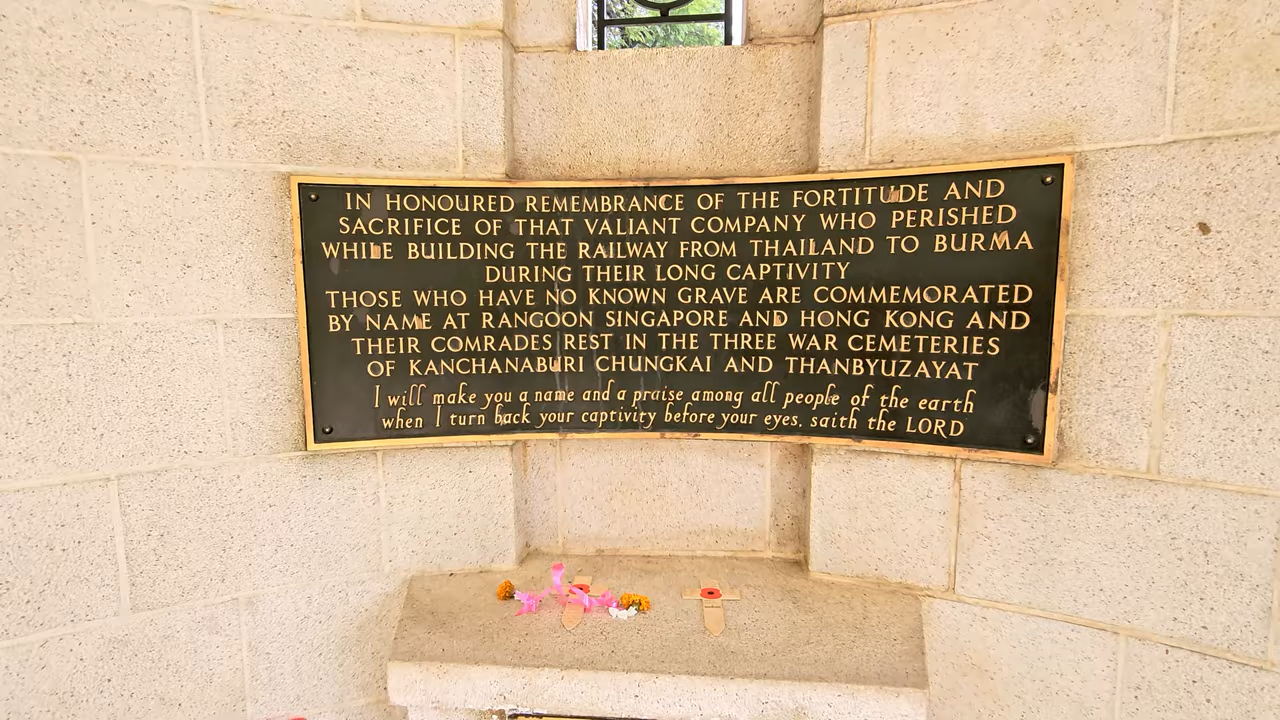 IN HONOURED REMEMBRANCE OF THE FORTITUDE AND
SACRIFICE OF THAT VALIANT COMPANY WHO PERISHED
WHILE BUILDING THE RAILWAY FROM THAILAND TO BURMA
DURING THEIR LONG CAPTIVITY
THOSE WHO HAVE NO KNOWN GRAVE ARE COMMEMORATED
BY NAME AT RANGOON SINGAPORE AND HONG KONG AND
THEIR COMRADES REST IN THE THREE WAR CEMETERIES
OF KANCHANABURI CHUNGKAI AND THANBYUZAYAT
I will make you a name and a praise among all people of the earth
when I turn back your captivity before your eyes, saith the LORD